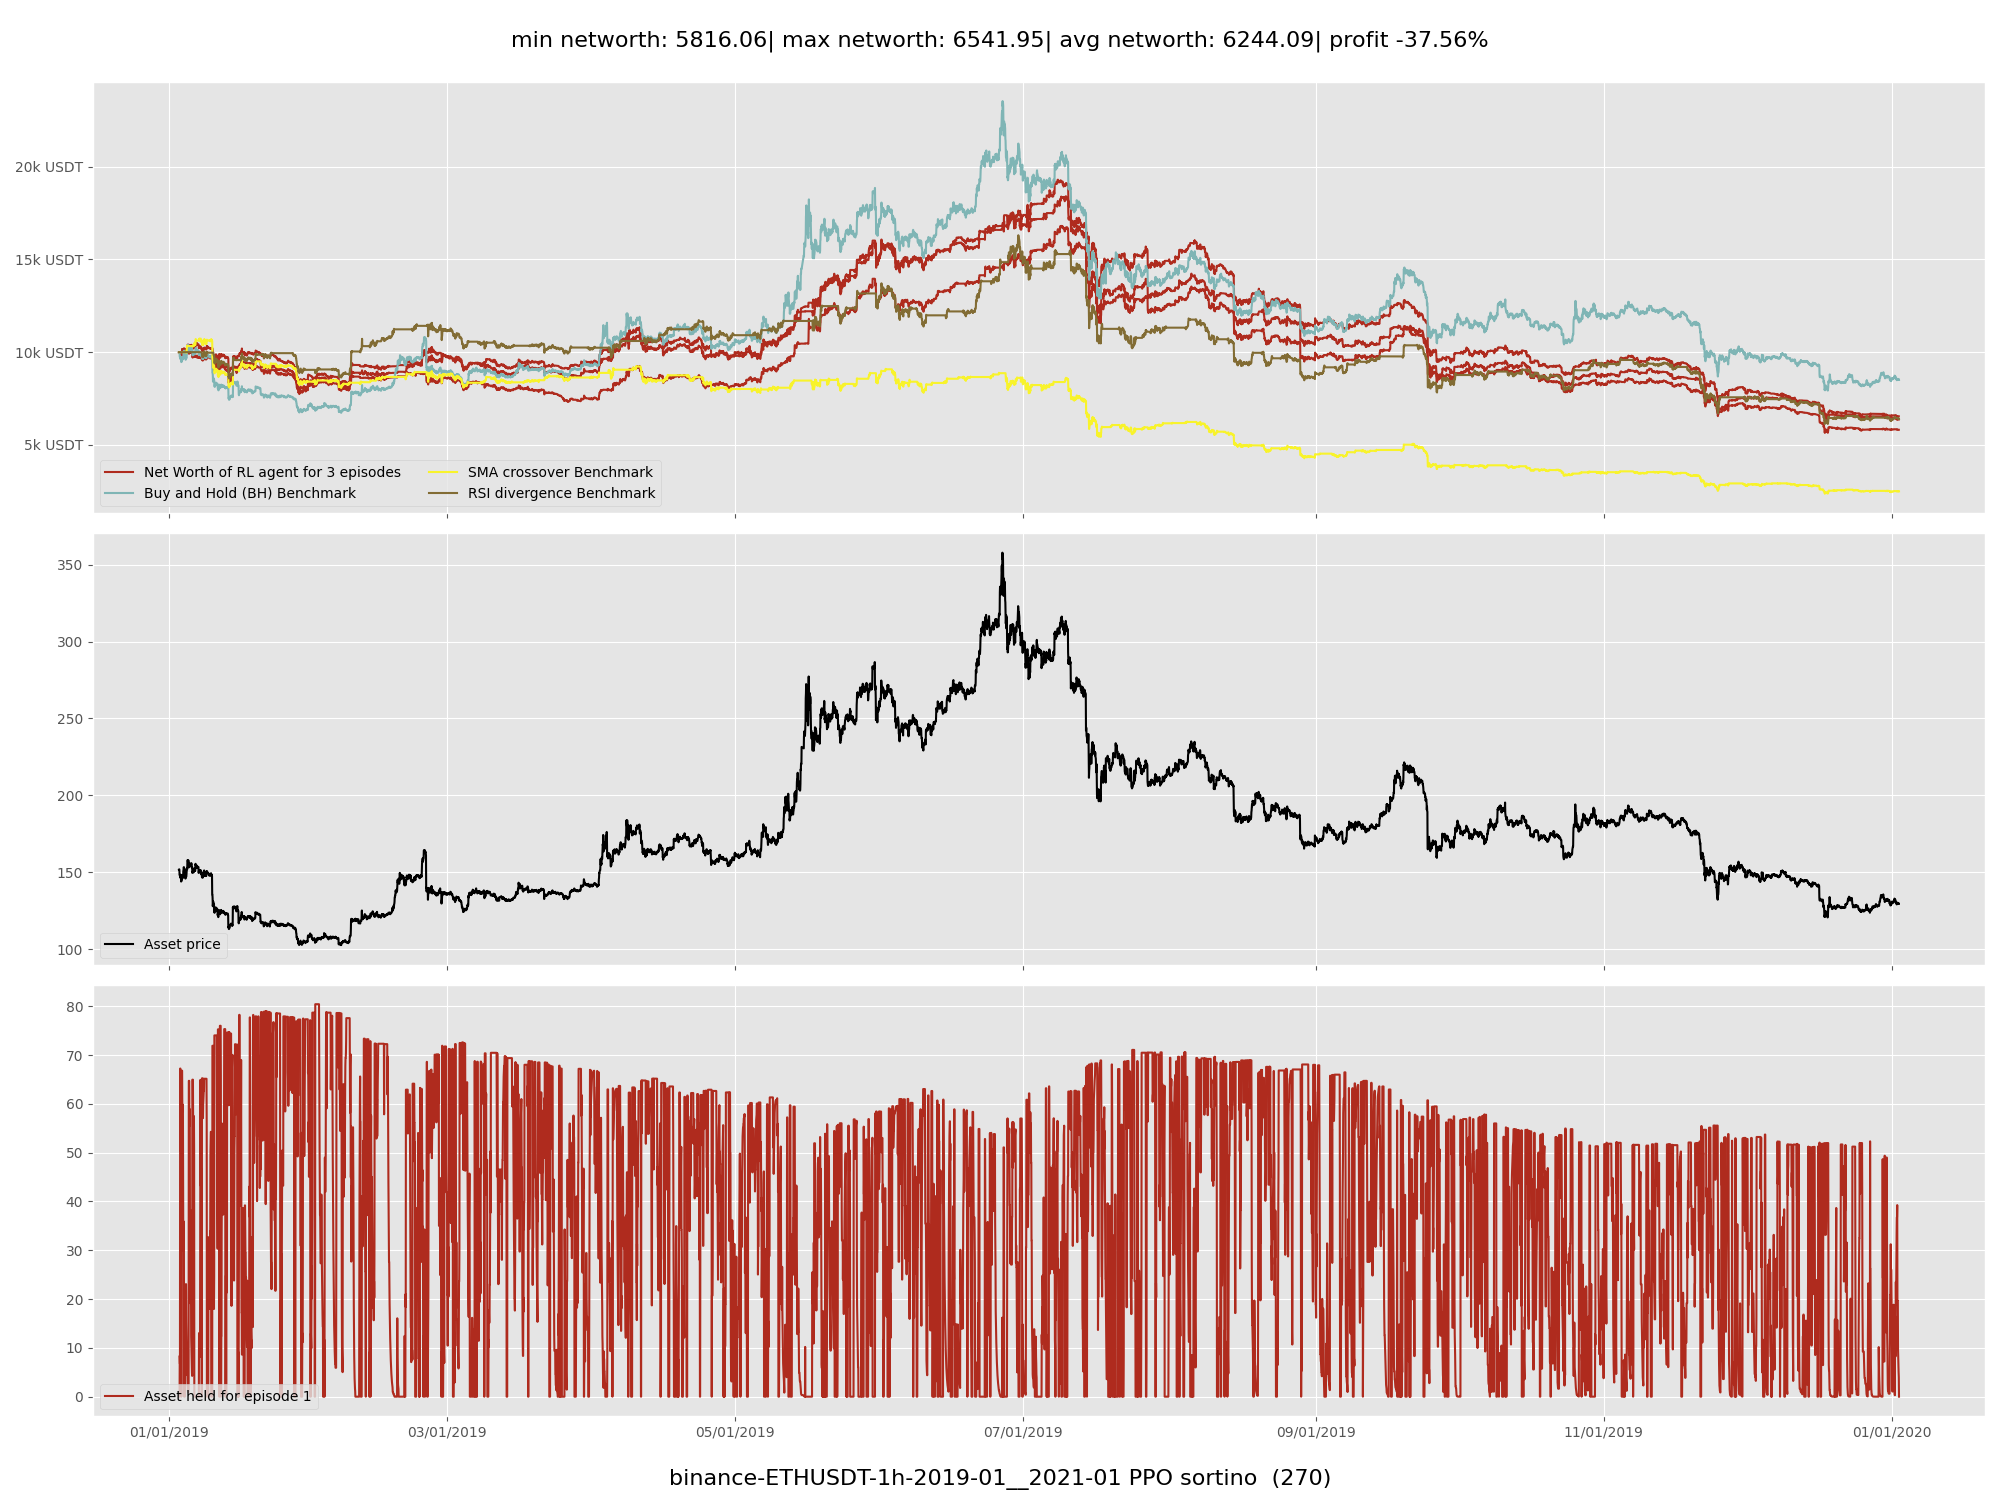 min networth: 5816.06| max networth: 6541.95| avg networth: 6244.09| profit -37.56%
20k USDT
15k USDT
10k USDT
5k USDT
Net Worth of RL agent for 3 episodes
Buy and Hold (BH) Benchmark
SMA crossover Benchmark
RSI divergence Benchmark
350
300
250
200
150
100
Asset price
80
70
60
50
40
30
20
10
0
Asset held for episode 1
01/01/2019
03/01/2019
05/01/2019
07/01/2019
09/01/2019
11/01/2019
01/01/2020
binance-ETHUSDT-1h-2019-01__2021-01 PPO sortino  (270)